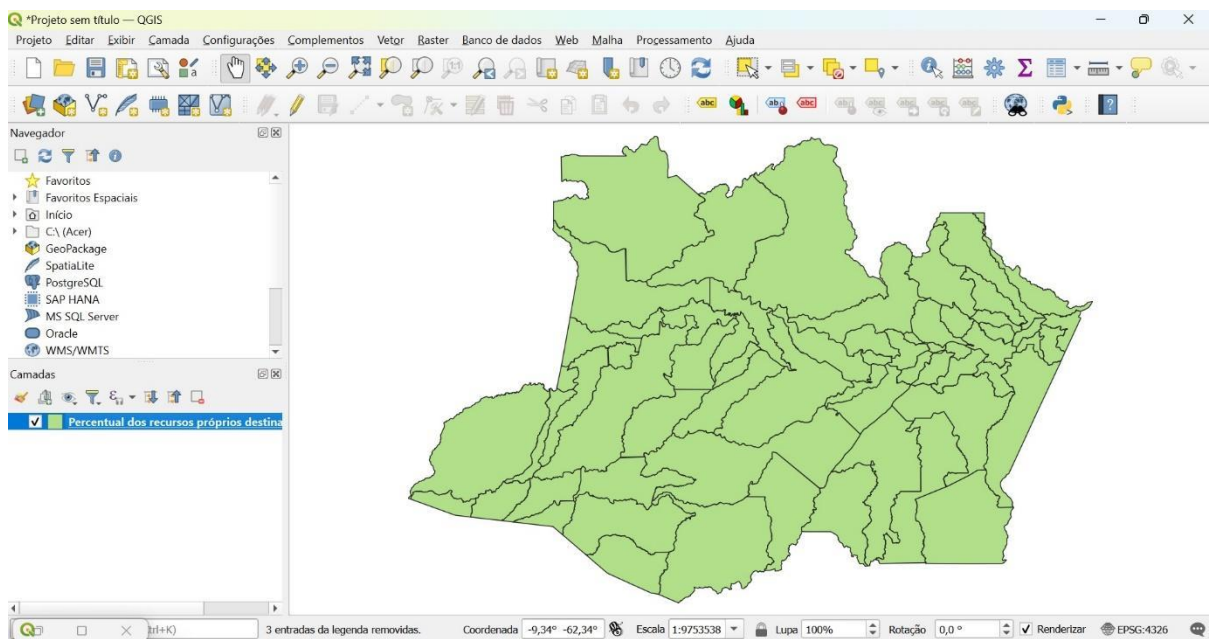 *Projeto sem título — QGIS
Projeto Editar Exibir Camada Configurações Complementos Vetor Raster Banco de dados Web Malha Processamento Ajuda
Navegador
Favoritos
Favoritos Espaciais
Início
C:\ (Acer)
GeoPackage
SpatiaLite
PostgreSQL
SAP HANA
MS SQL Server
Oracle
WMS/WMTS
Camadas
Percentual dos recursos próprios destina
trl+K) 3 entradas da legenda removidas. Coordenada -9,34° -62,34° Escala 1:9753538 Lupa 100% Rotação 0,0 ° Renderizar EPSG:4326